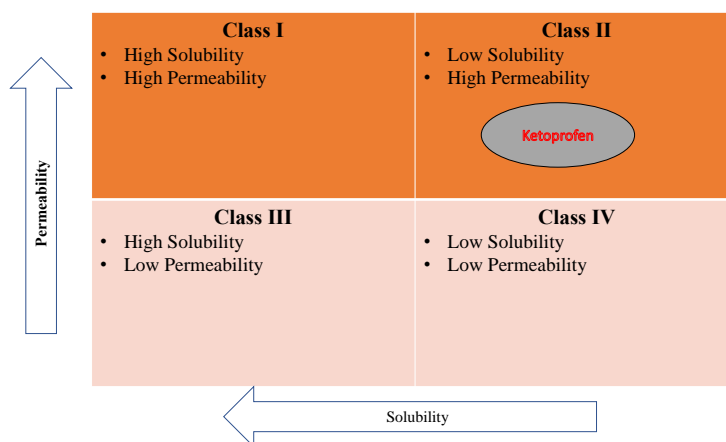 Class I
• High Solubility
• High Permeability
Class II
• Low Solubility
• High Permeability
Ketoprofen
Permeability
Class III
• High Solubility
• Low Permeability
Class IV
• Low Solubility
• Low Permeability
Solubility